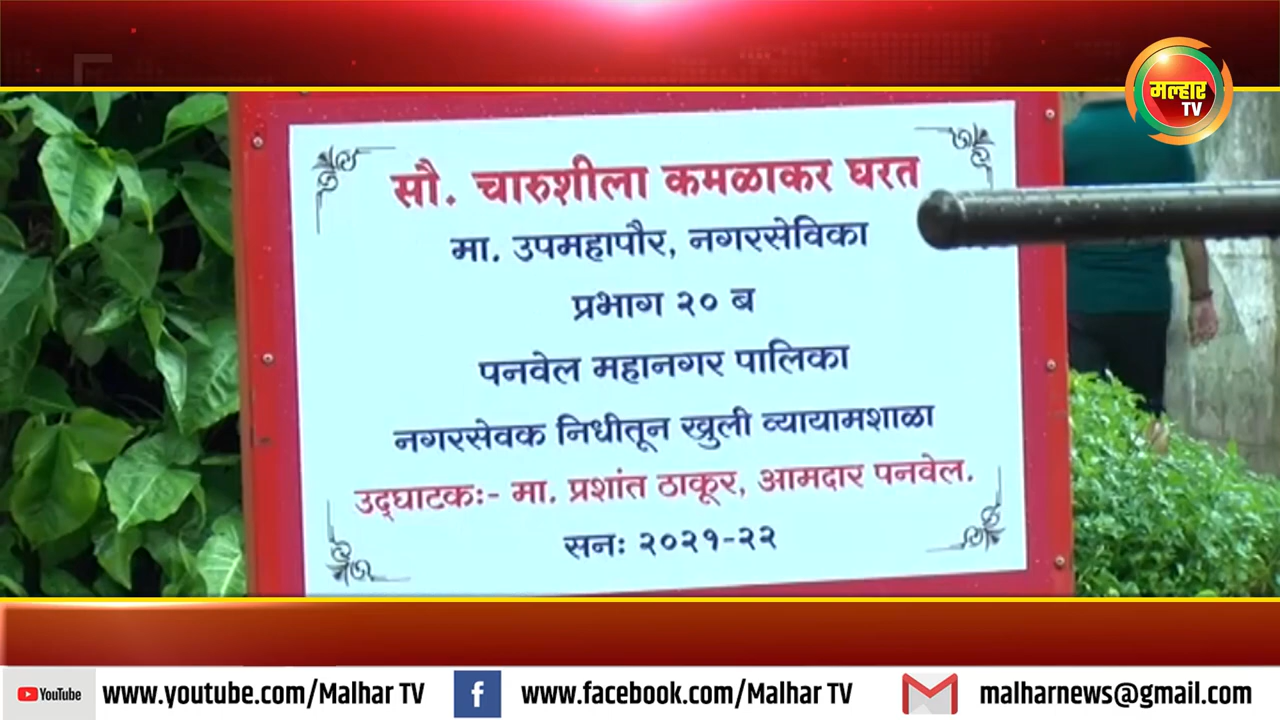 मल्हार
TV
सौ. चारुशीला कमळाकर घरत
मा. उपमहापौर, नगरसेविका
प्रभाग २० ब
पनवेल महानगर पालिका
नगरसेवक निधीतून खुली व्यायामशाळा
उद्घाटकः- मा. प्रशांत ठाकूर, आमदार पनवेल.
सनः २०२१-२२
YouTube www.youtube.com/Malhar TV www.facebook.com/Malhar TV malharnews@gmail.com